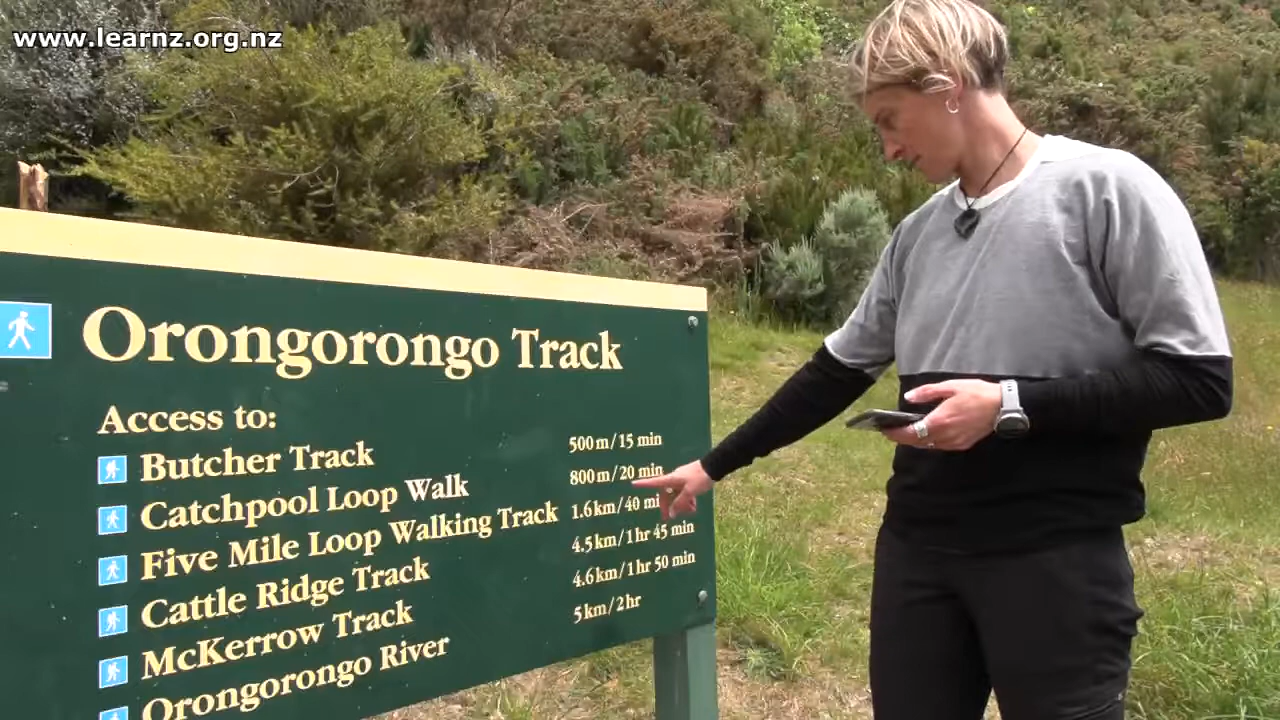 www.learnz.org.nz
Orongorongo Track
Access to:
Butcher Track 500m/15 min
Catchpool Loop Walk 800m/20 min
Five Mile Loop Walking Track 1.6km/40 mi
Cattle Ridge Track 4.5km/1hr 45 min
McKerrow Track 4.6km/1hr 50 min
Orongorongo River 5km/2hr